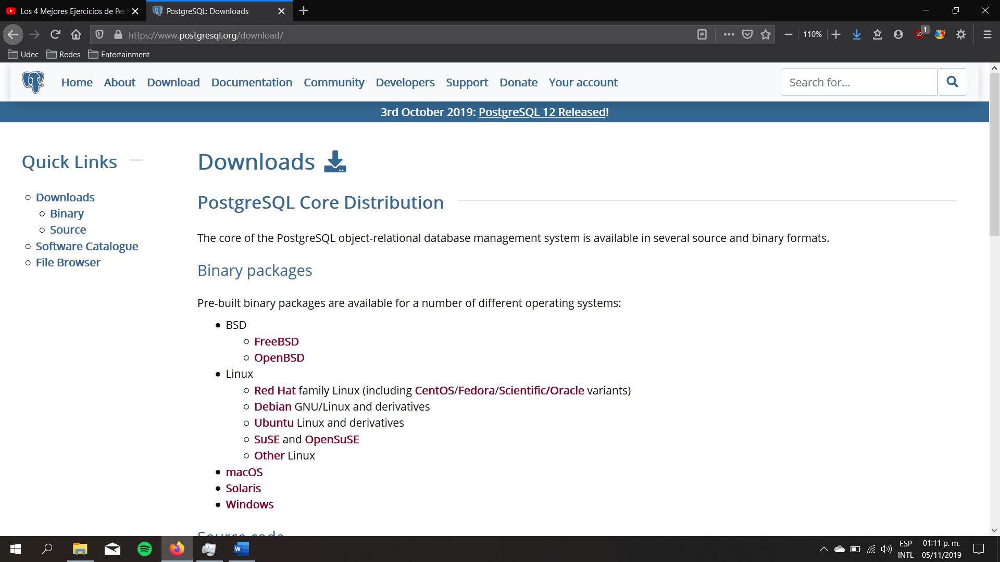 Los 4 Mejores Ejercicios de Pec
PostgreSQL: Downloads
https://www.postgresql.org/download/
110%
1
Udec
Redes
Entertainment
Home
About
Download
Documentation
Community
Developers
Support
Donate
Your account
Search for...
3rd October 2019: PostgreSQL 12 Released!
Quick Links
Downloads
Binary
Source
Software Catalogue
File Browser
Downloads
PostgreSQL Core Distribution
The core of the PostgreSQL object-relational database management system is available in several source and binary formats.
Binary packages
Pre-built binary packages are available for a number of different operating systems:
BSD
FreeBSD
OpenBSD
Linux
Red Hat family Linux (including CentOS/Fedora/Scientific/Oracle variants)
Debian GNU/Linux and derivatives
Ubuntu Linux and derivatives
SuSE and OpenSuSE
Other Linux
macOS
Solaris
Windows
Source code
ESP
INTL
01:11 p. m.
05/11/2019